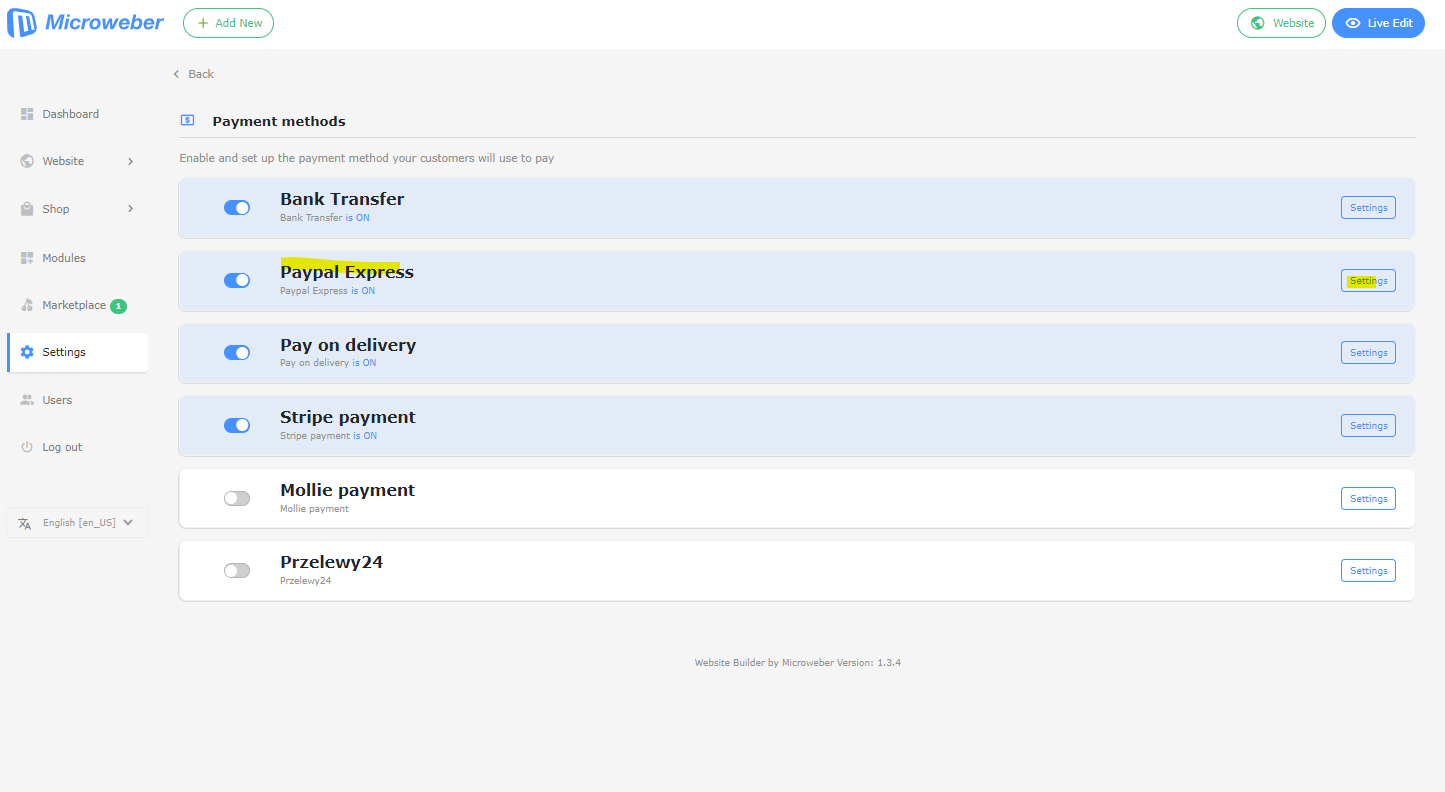 Microweber
Add New
Website
Live Edit
Back
Dashboard
Website
Shop
Modules
Marketplace 1
Settings
Users
Log out
English [en_US]
Payment methods
Enable and set up the payment method your customers will use to pay
Bank Transfer
Bank Transfer is ON
Settings
Paypal Express
Paypal Express is ON
Settings
Pay on delivery
Pay on delivery is ON
Settings
Stripe payment
Stripe payment is ON
Settings
Mollie payment
Mollie payment
Settings
Przelewy24
Przelewy24
Settings
Website Builder by Microweber Version: 1.3.4